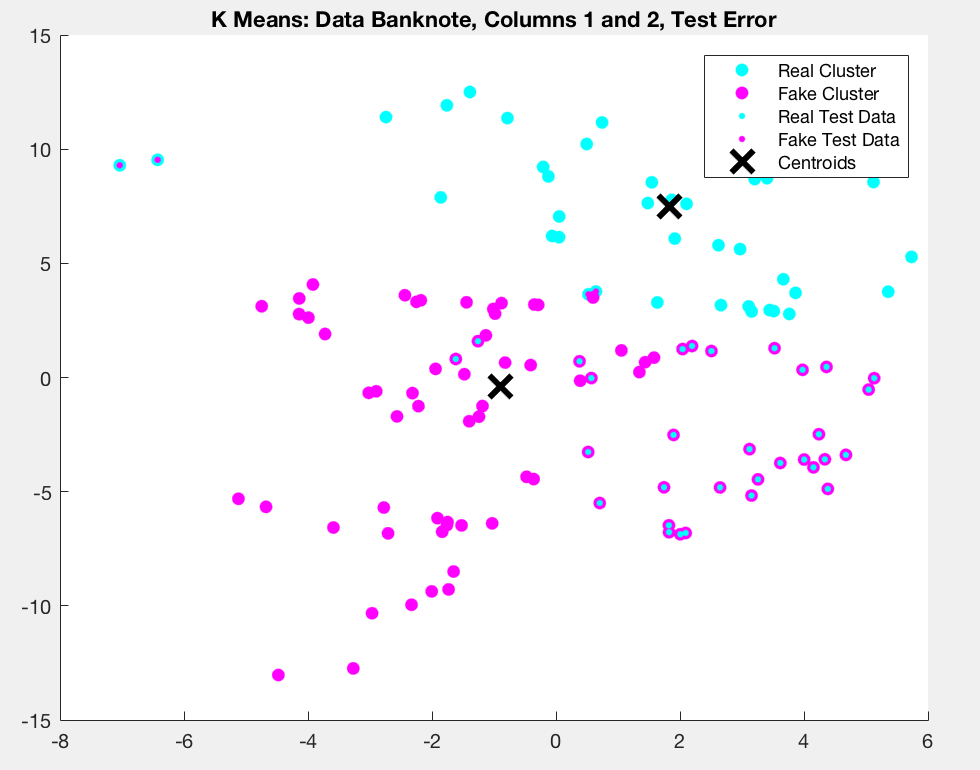 K Means: Data Banknote, Columns 1 and 2, Test Error
15
10
5
0
-5
-10
-15
-8
-6
-4
-2
0
2
4
6
Real Cluster
Fake Cluster
Real Test Data
Fake Test Data
Centroids